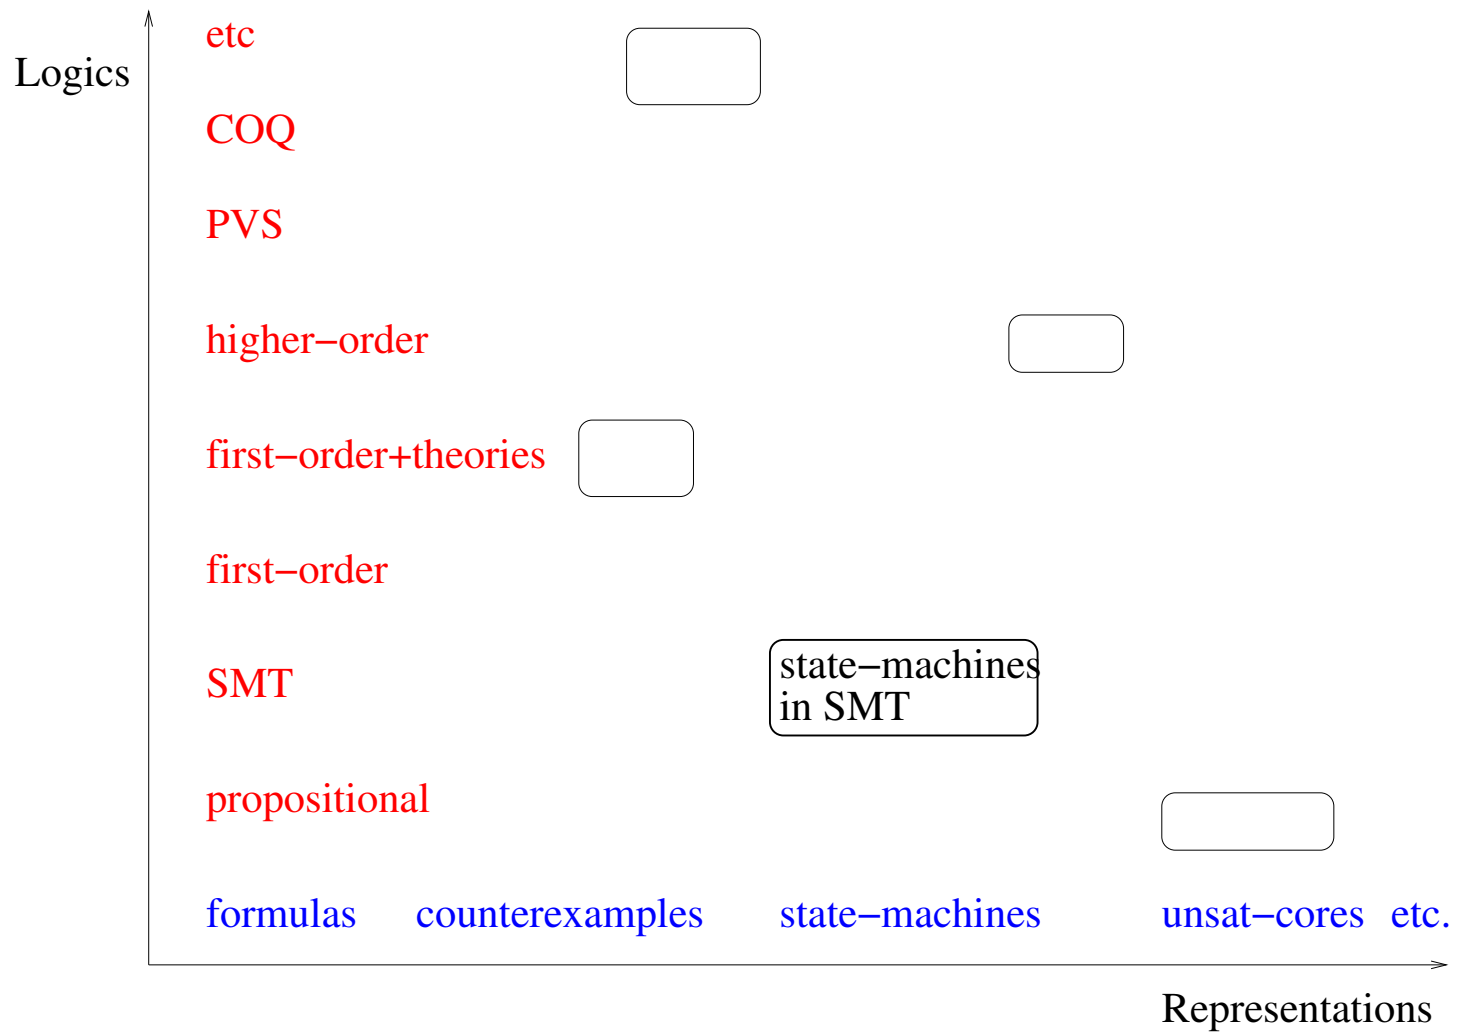 etc
Logics
COQ
PVS
higher−order
first−order+theories
first−order
SMT
state−machines
in SMT
propositional
formulas counterexamples state−machines unsat−cores etc.
Representations